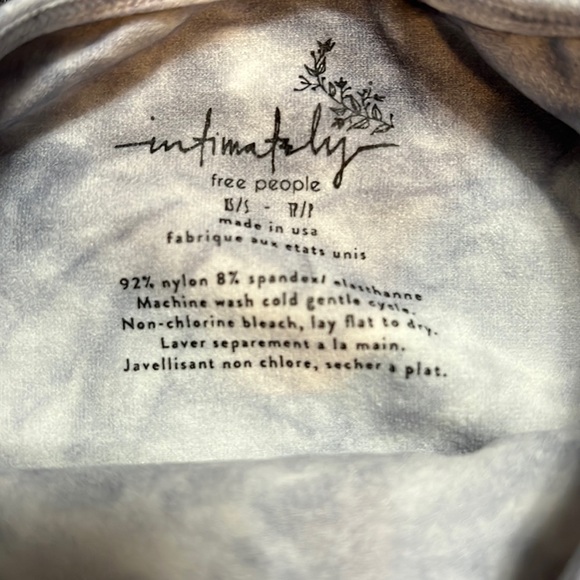 intimately
free people
XS/S - TP/P
made in usa
fabrique aux etats unis
92% nylon 8% spandex/ elasthanne
Machine wash cold gentle cycle.
Non-chlorine bleach, lay flat to dry.
Laver separement a la main.
Javellisant non chlore, secher a plat.